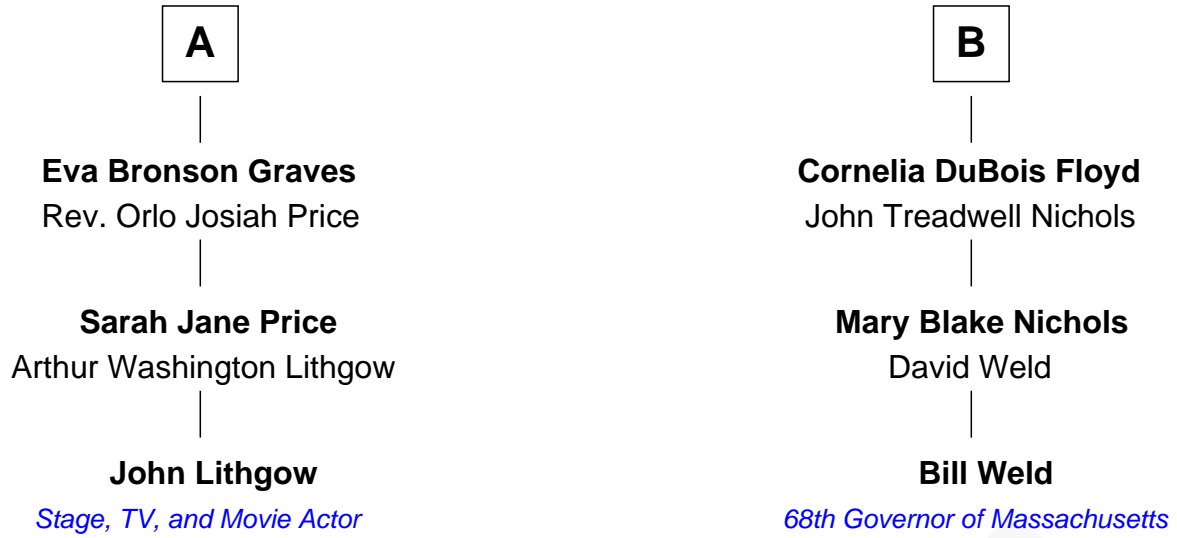 A
Eva Bronson Graves
Rev. Orlo Josiah Price
Sarah Jane Price
Arthur Washington Lithgow
John Lithgow
Stage, TV, and Movie Actor
B
Cornelia DuBois Floyd
John Treadwell Nichols
Mary Blake Nichols
David Weld
Bill Weld
68th Governor of Massachusetts